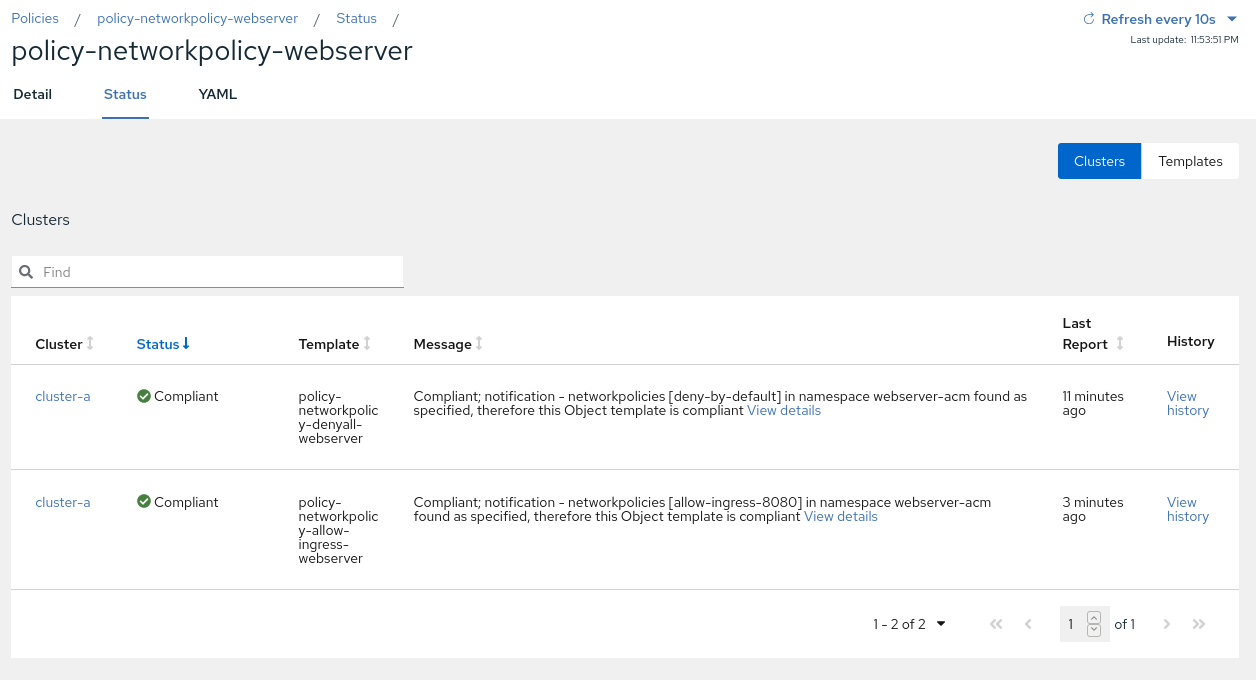 Policies / policy-networkpolicy-webserver / Status /
Refresh every 10s
Last update: 11:53:51 PM
policy-networkpolicy-webserver
Detail Status YAML
Clusters Templates
Clusters
Find
Cluster Status Template Message Last Report History
cluster-a
Compliant
policy-
networkpolic
y-denyall-
webserver
Compliant; notification - networkpolicies [deny-by-default] in namespace webserver-acm found as
specified, therefore this Object template is compliant View details
11 minutes
ago
View
history
cluster-a
Compliant
policy-
networkpolic
y-allow-
ingress-
webserver
Compliant; notification - networkpolicies [allow-ingress-8080] in namespace webserver-acm
found as specified, therefore this Object template is compliant View details
3 minutes
ago
View
history
1 - 2 of 2
1 of 1